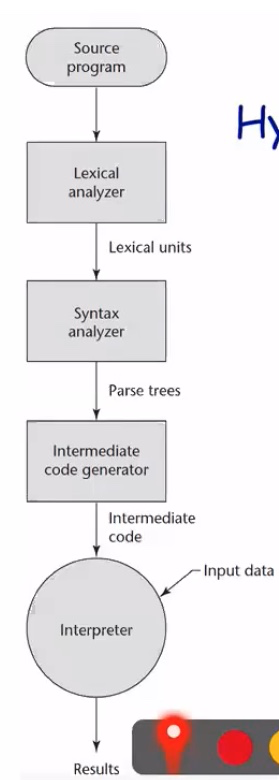 Source
program
Hy
Lexical
analyzer
Lexical units
Syntax
analyzer
Parse trees
Intermediate
code generator
Intermediate
code
Input data
Interpreter
Results